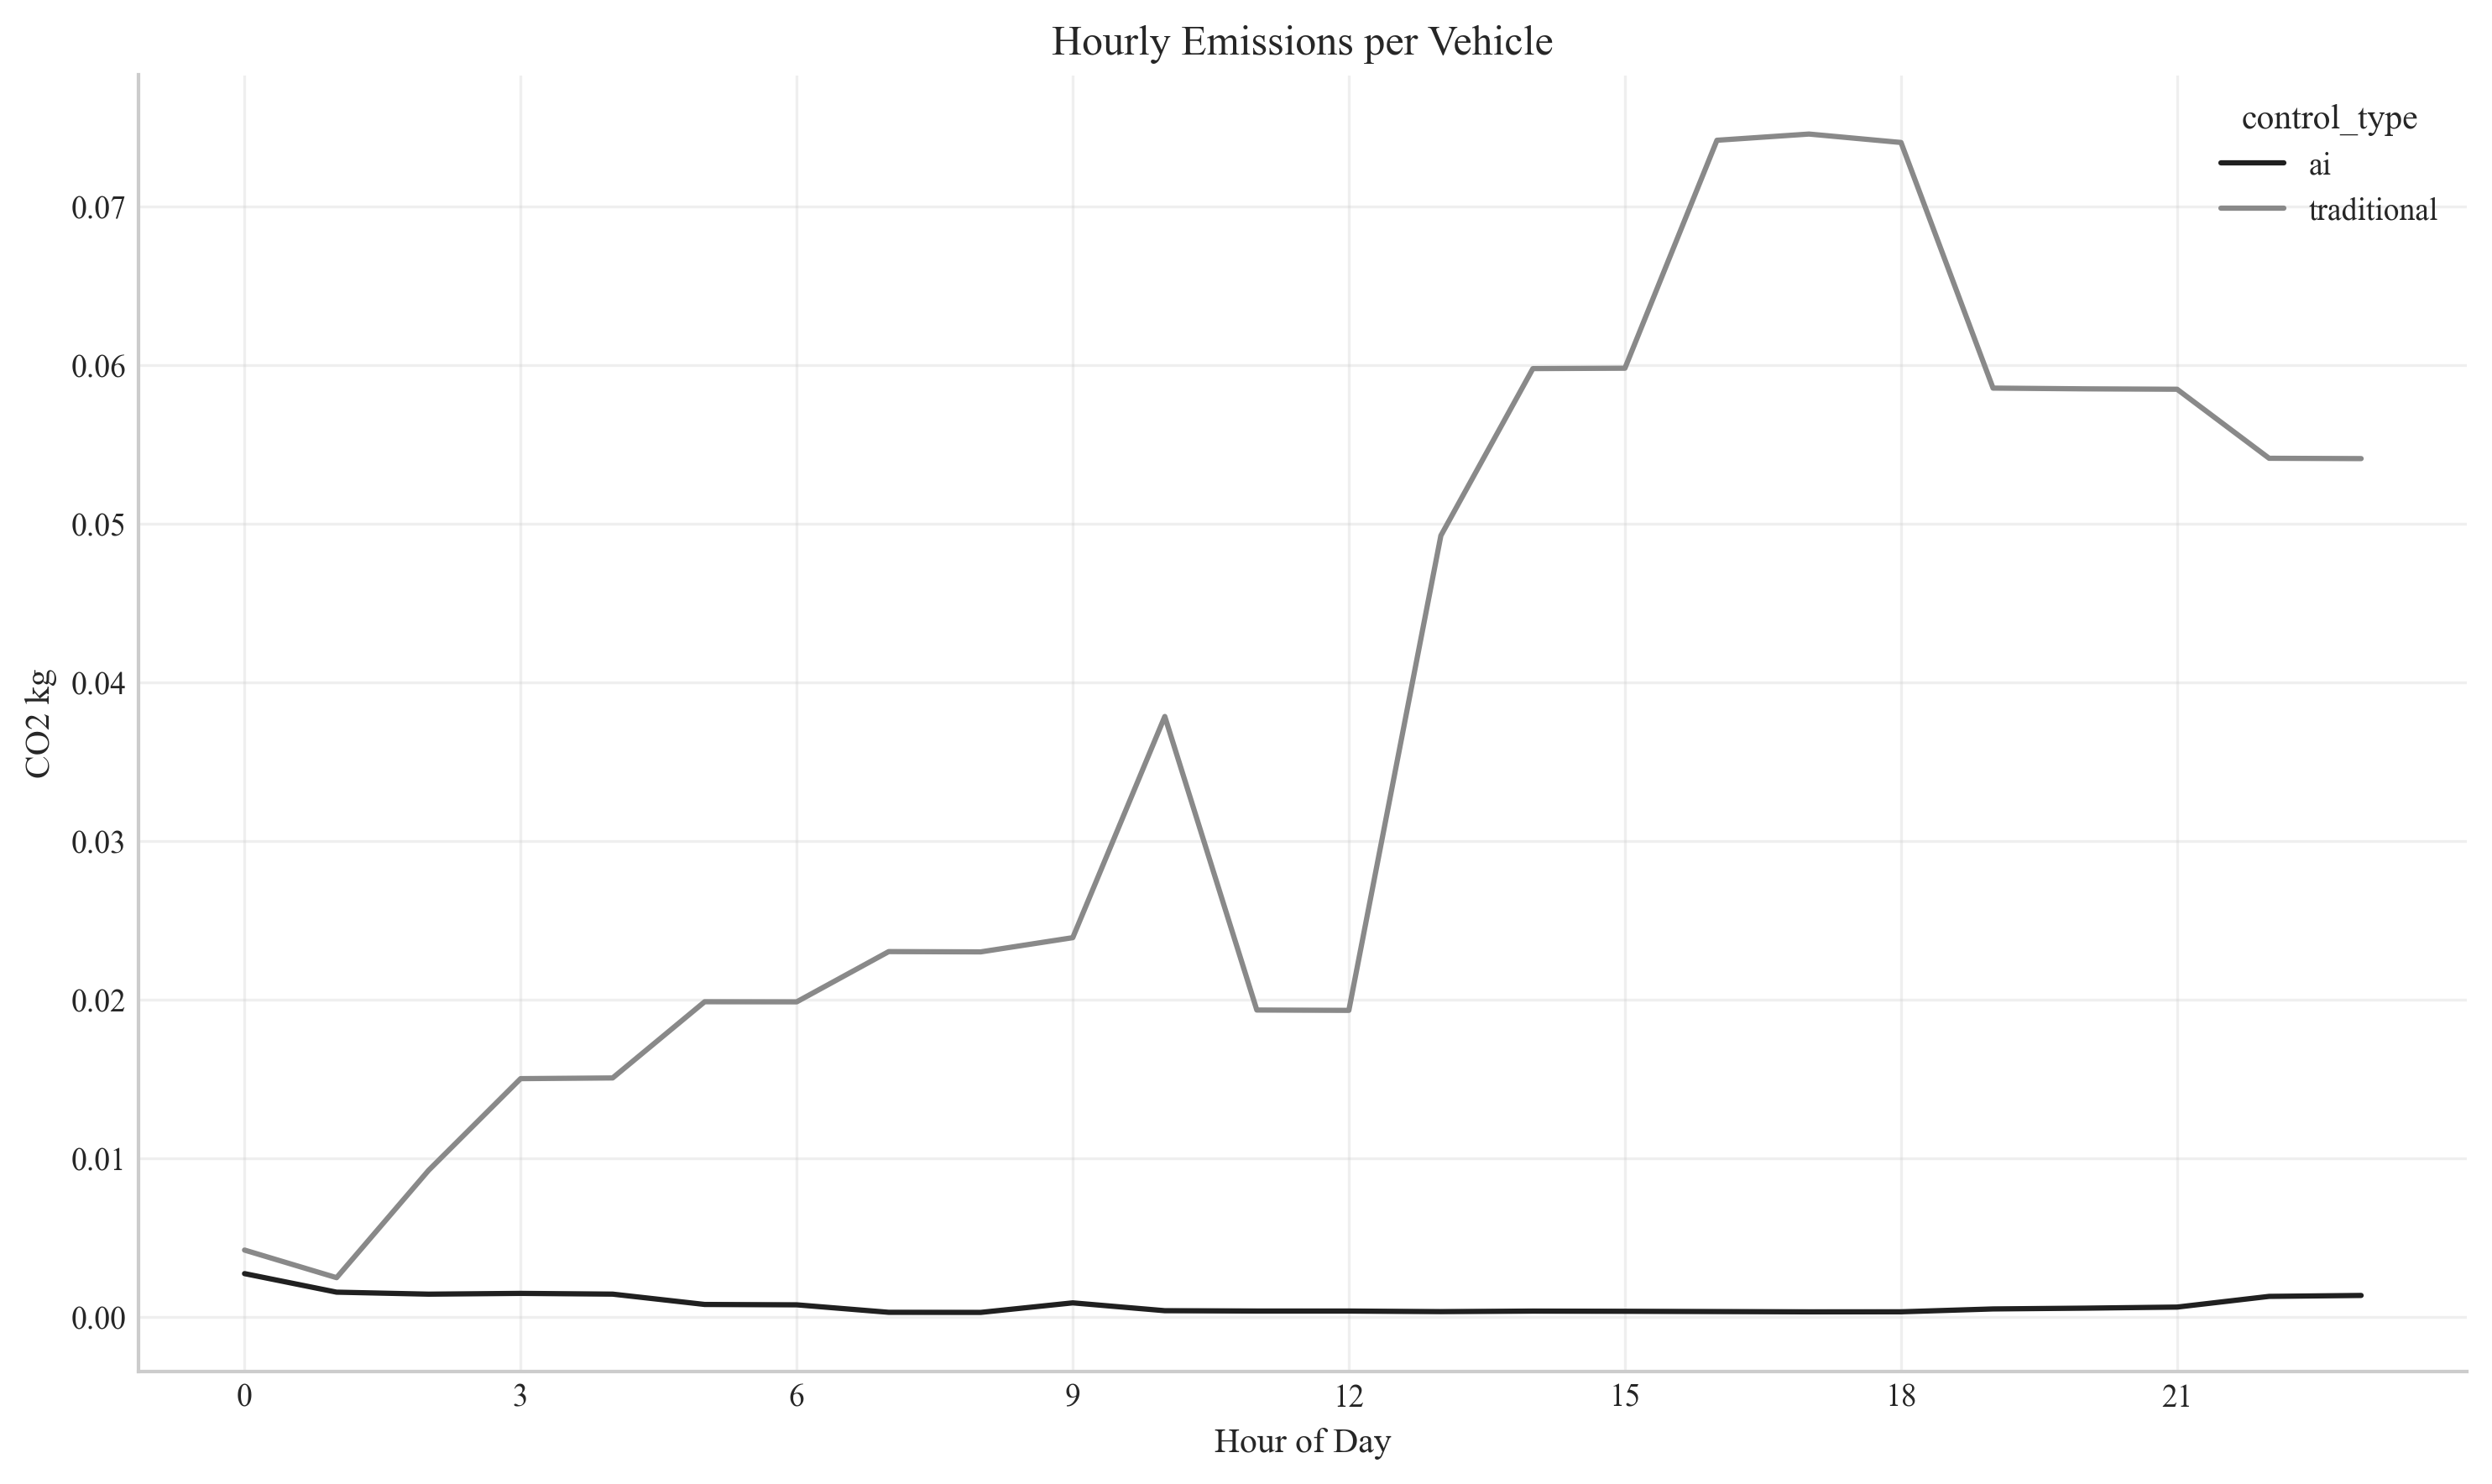 Hourly Emissions per Vehicle
control_type
ai
traditional
0.07
0.06
0.05
0.04
0.03
0.02
0.01
0.00
CO2 kg
0 3 6 9 12 15 18 21
Hour of Day